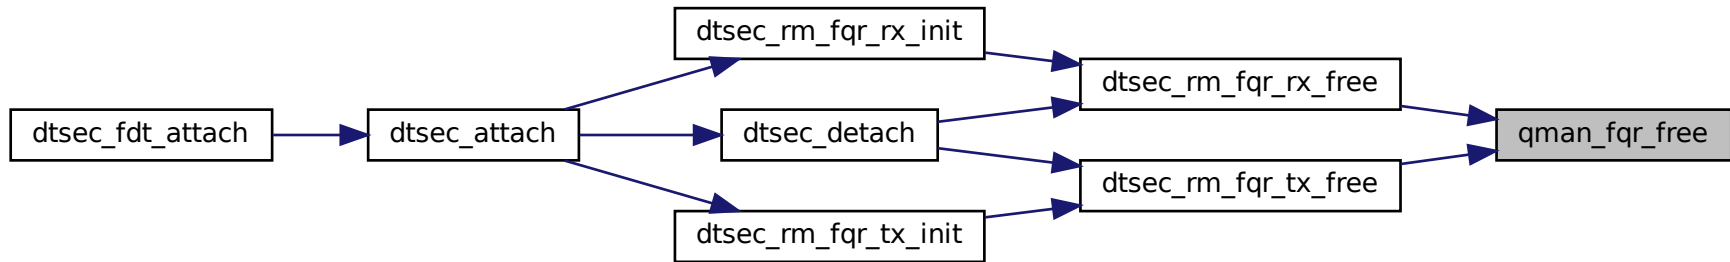 dtsec_rm_fqr_rx_init
dtsec_rm_fqr_rx_free
dtsec_fdt_attach
dtsec_attach
dtsec_detach
qman_fqr_free
dtsec_rm_fqr_tx_free
dtsec_rm_fqr_tx_init